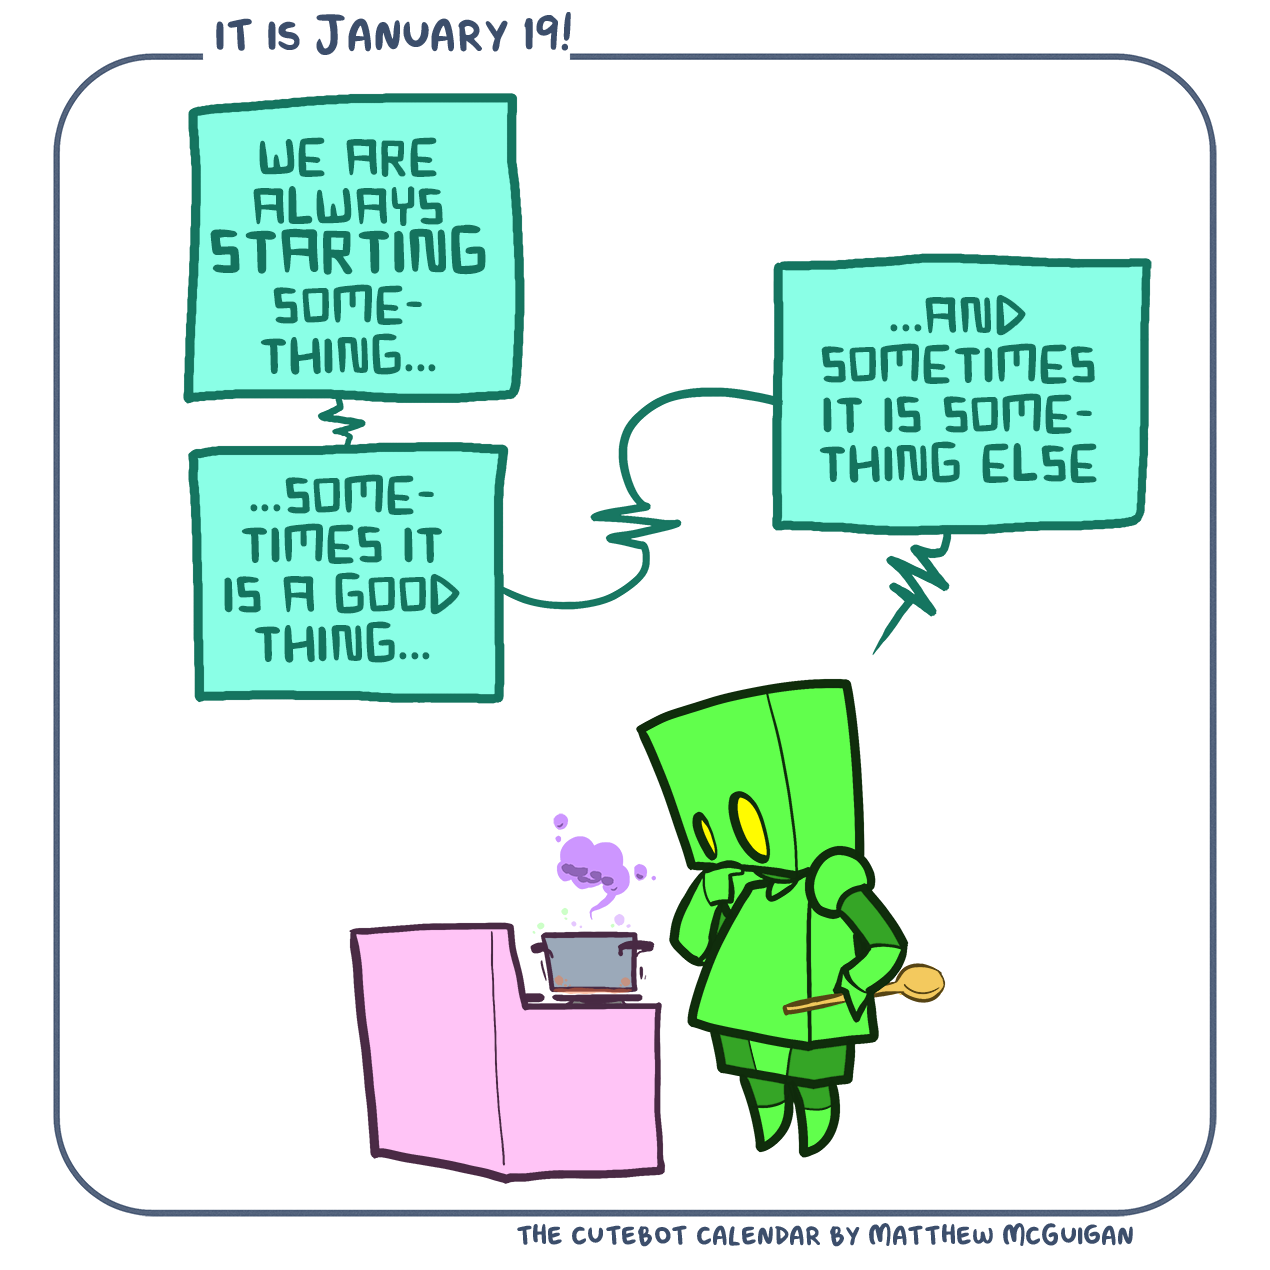 IT IS JANUARY 19!
WE ARE
ALWAYS
STARTING
SOME-
THING...
...SOME-
TIMES IT
IS A GOOD
THING...
...AND
SOMETIMES
IT IS SOME-
THING ELSE
THE CUTEBOT CALENDAR BY MATTHEW MCGUIGAN